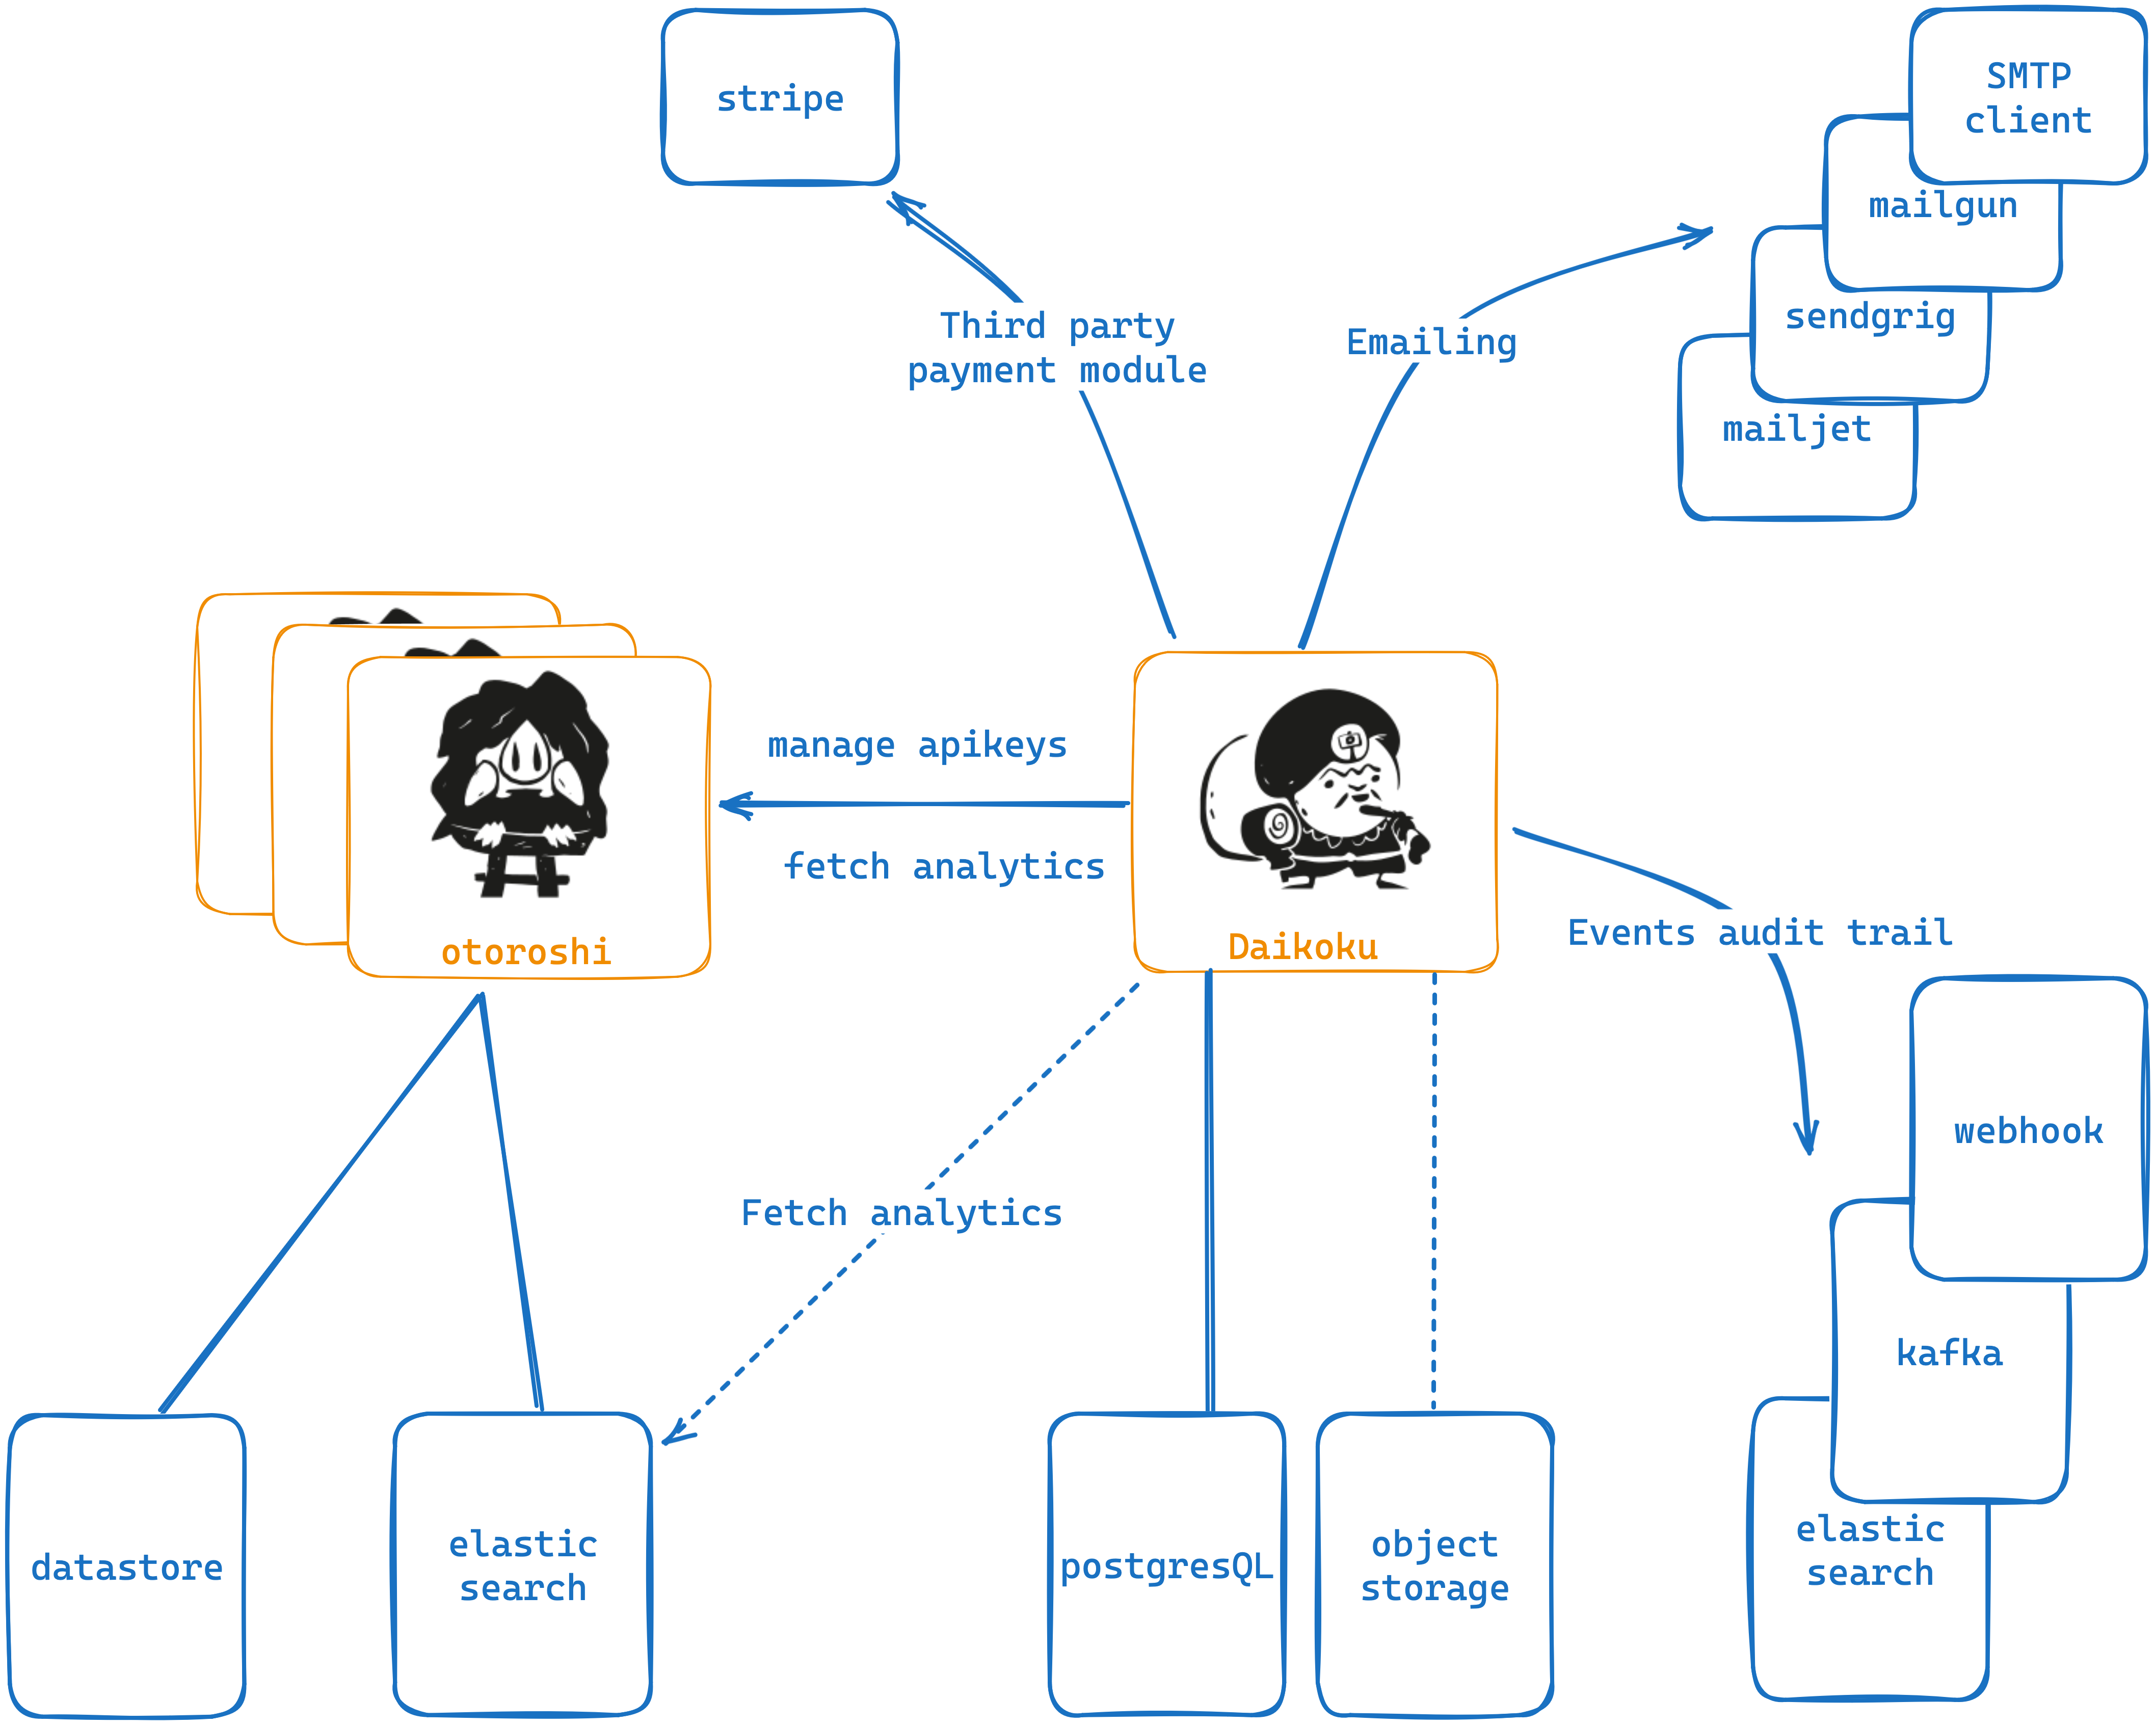 stripe
SMTP
client
mailgun
sendgrig
mailjet
Third party
payment module
Emailing
manage apikeys
fetch analytics
otoroshi
Daikoku
Events audit trail
webhook
Fetch analytics
kafka
datastore
elastic
search
postgresQL
object
storage
elastic
search